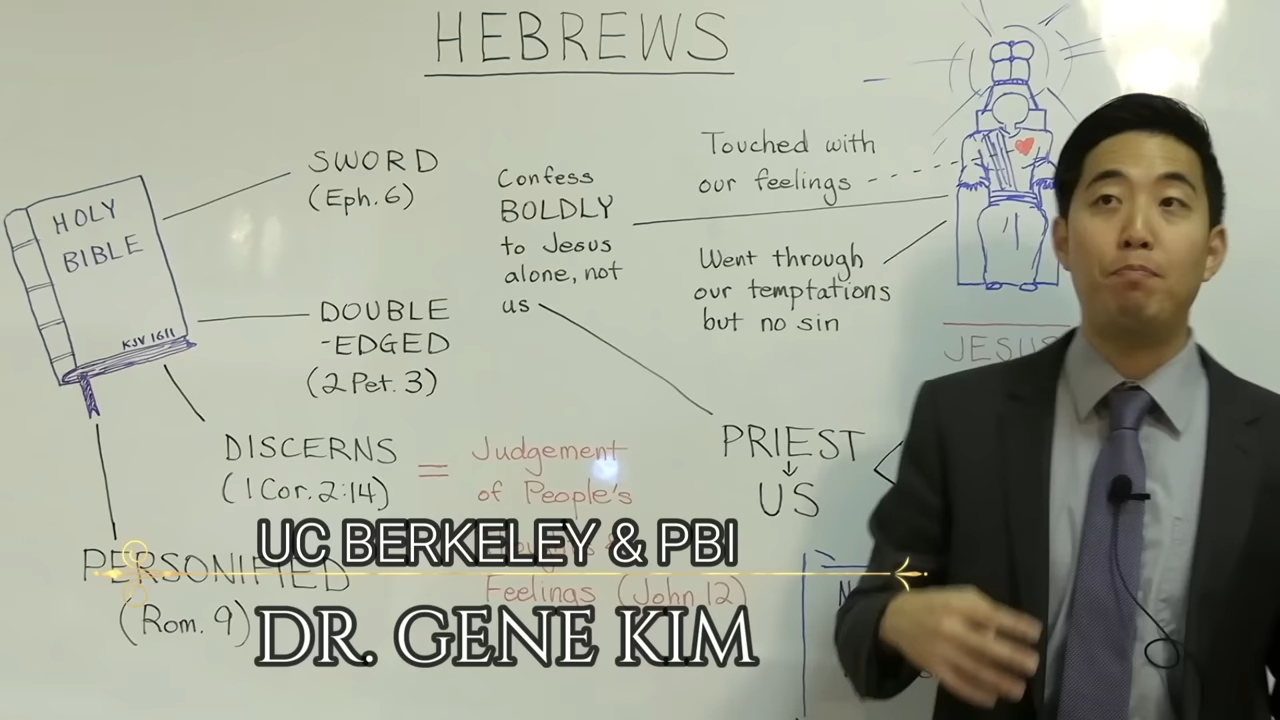 HEBREWS
HOLY
BIBLE
KJV 1611
SWORD
(Eph. 6)
DOUBLE
-EDGED
(2 Pet. 3)
DISCERNS
(1 Cor. 2:14)
=
Judgement
of People's
Feelings (John 12)
PERSONIFIED
(Rom. 9)
Confess
BOLDLY
to Jesus
alone, not
us
Touched with
our feelings
Went through
our temptations
but no sin
JESUS
PRIEST
US
UC BERKELEY & PBI
DR. GENE KIM